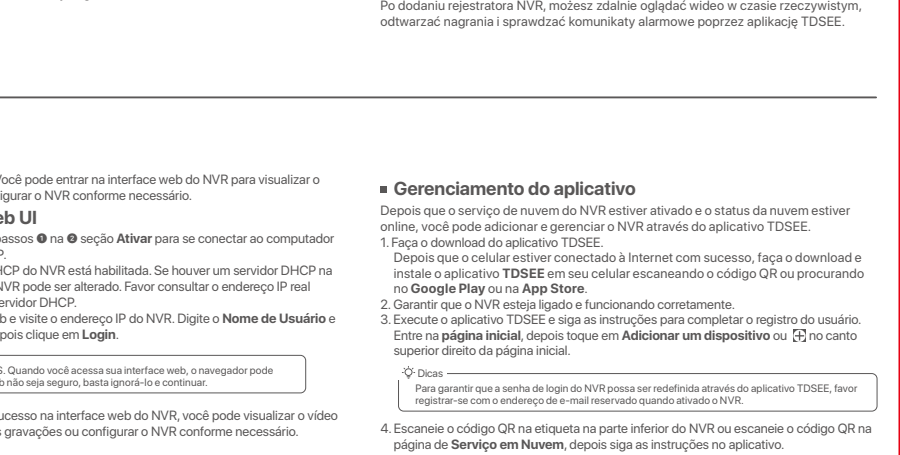 Po dodaniu rejestratora NVR, możesz zdalnie oglądać wideo w czasie rzeczywistym,
odtwarzać nagrania i sprawdzać komunikaty alarmowe poprzez aplikację TDSEE.
Você pode entrar na interface web do NVR para visualizar o
igurar o NVR conforme necessário.
eb UI
passos ❶ na ❷ seção Ativar para se conectar ao computador
P.
HCP do NVR está habilitada. Se houver um servidor DHCP na
NVR pode ser alterado. Favor consultar o endereço IP real
ervidor DHCP.
b e visite o endereço IP do NVR. Digite o Nome de Usuário e
pois clique em Login.
S. Quando você acessa sua interface web, o navegador pode
b não seja seguro, basta ignorá-lo e continuar.
ucesso na interface web do NVR, você pode visualizar o vídeo
s gravações ou configurar o NVR conforme necessário.
▪ Gerenciamento do aplicativo
Depois que o serviço de nuvem do NVR estiver ativado e o status da nuvem estiver
online, você pode adicionar e gerenciar o NVR através do aplicativo TDSEE.
1. Faça o download do aplicativo TDSEE.
Depois que o celular estiver conectado à Internet com sucesso, faça o download e
instale o aplicativo TDSEE em seu celular escaneando o código QR ou procurando
no Google Play ou na App Store.
2. Garantir que o NVR esteja ligado e funcionando corretamente.
3. Execute o aplicativo TDSEE e siga as instruções para completar o registro do usuário.
Entre na página inicial, depois toque em Adicionar um dispositivo ou no canto
superior direito da página inicial.
Dicas
Para garantir que a senha de login do NVR possa ser redefinida através do aplicativo TDSEE, favor
registrar-se com o endereço de e-mail reservado quando ativado o NVR.
4. Escaneie o código QR na etiqueta na parte inferior do NVR ou escaneie o código QR na
página de Serviço em Nuvem, depois siga as instruções no aplicativo.